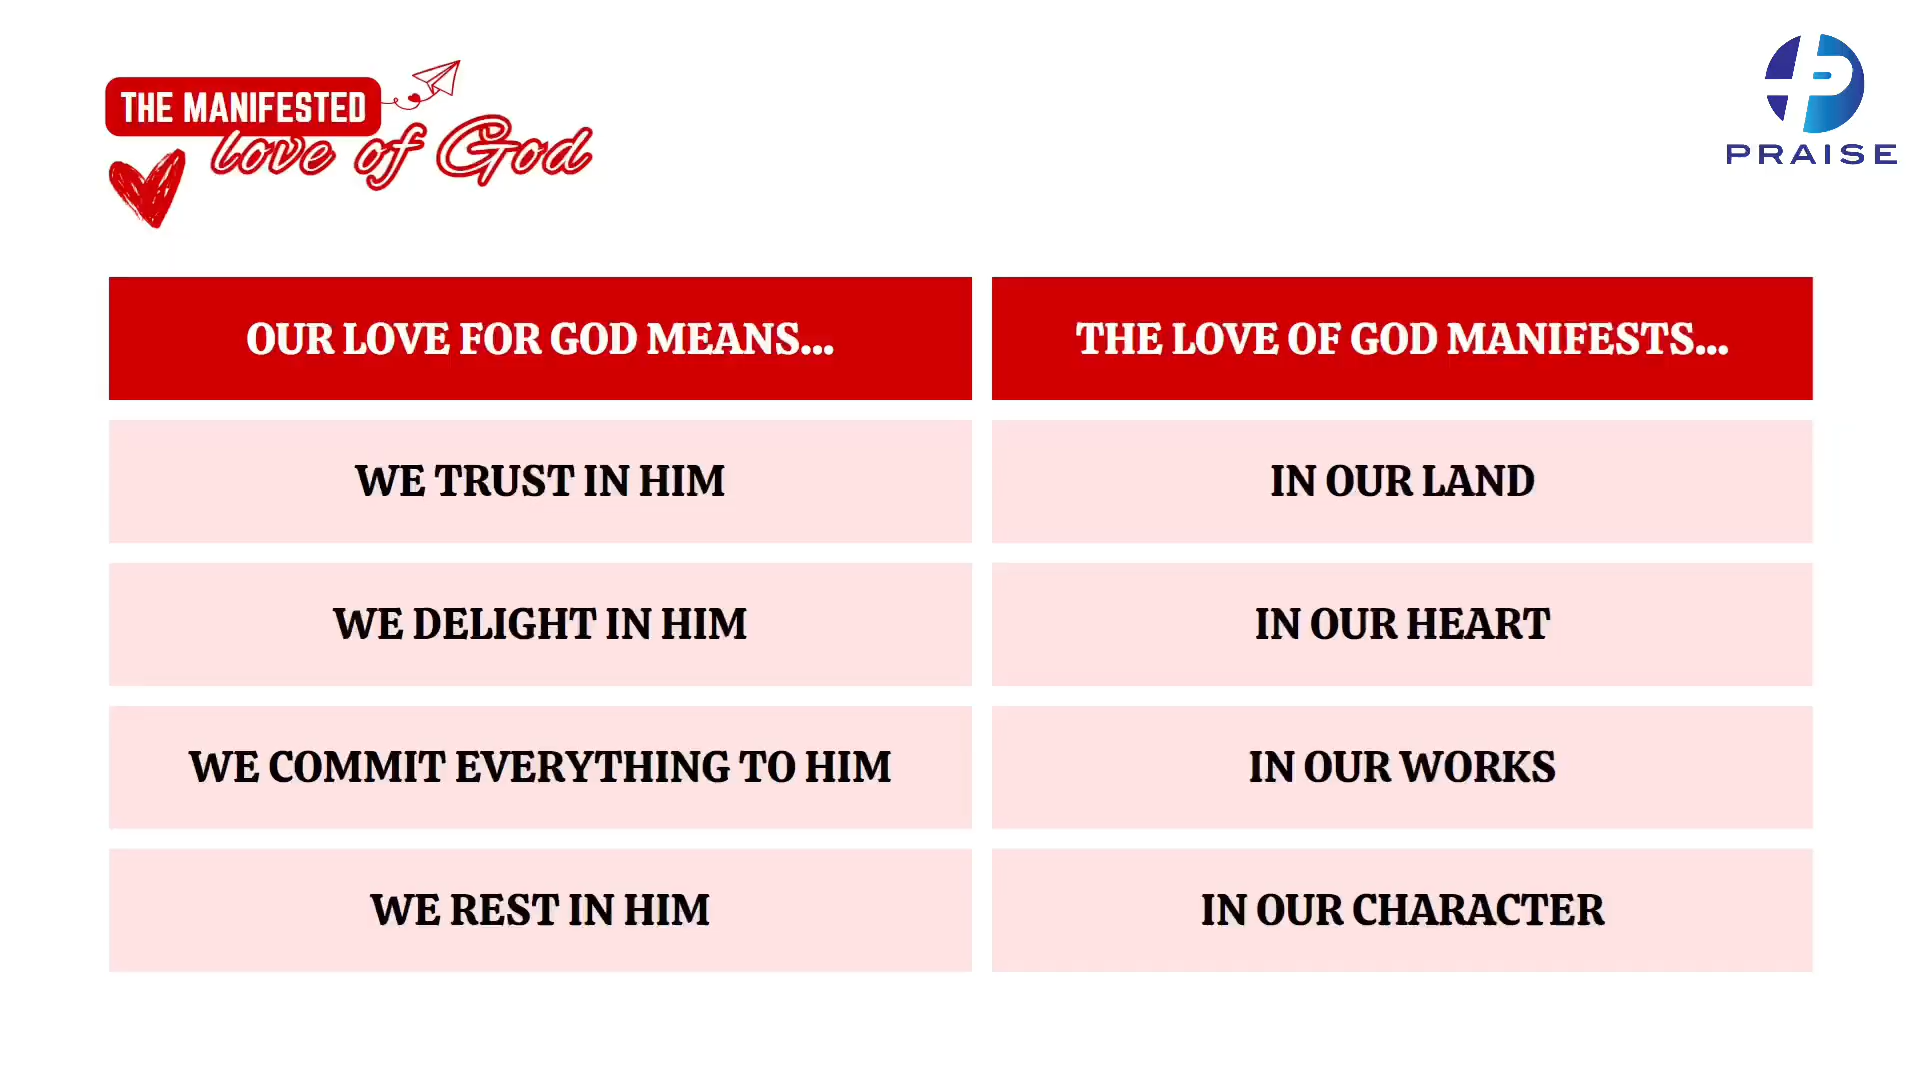 THE MANIFESTED
love of God
PRAISE
OUR LOVE FOR GOD MEANS...
THE LOVE OF GOD MANIFESTS...
WE TRUST IN HIM
IN OUR LAND
WE DELIGHT IN HIM
IN OUR HEART
WE COMMIT EVERYTHING TO HIM
IN OUR WORKS
WE REST IN HIM
IN OUR CHARACTER